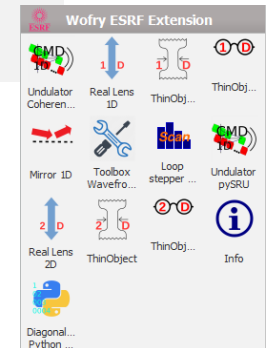 ESRF
Wofry ESRF Extension
CMD
1D
1 D
1 D
1 D
Undulator
Coheren...
Real Lens
1D
ThinObj...
ThinObj...
Scan
CMD
1D
Mirror 1D
Toolbox
Wavefro...
Loop
stepper ...
Undulator
pySRU
2 D
2 D
2 D
i
Real Lens
2D
ThinObject
ThinObj...
Info
Diagonal...
Python ...